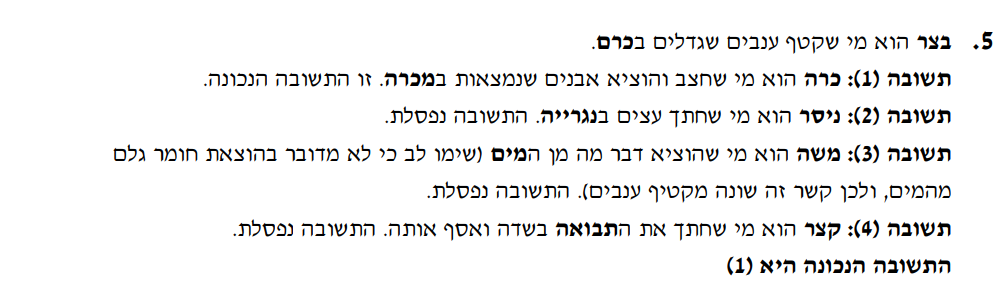 5. בצר הוא מי שקטף ענבים שגדלים בכרם.
תשובה (1): כרה הוא מי שחצב והוציא אבנים שנמצאות במכרה. זו התשובה הנכונה.
תשובה (2): ניסר הוא מי שחתך עצים בנגרייה. התשובה נפסלת.
תשובה (3): משה הוא מי שהוציא דבר מה מן המים (שימו לב כי לא מדובר בהוצאת חומר גלם
מהמים, ולכן קשר זה שונה מקטיף ענבים). התשובה נפסלת.
תשובה (4): קצר הוא מי שחתך את התבואה בשדה ואסף אותה. התשובה נפסלת.
התשובה הנכונה היא (1)